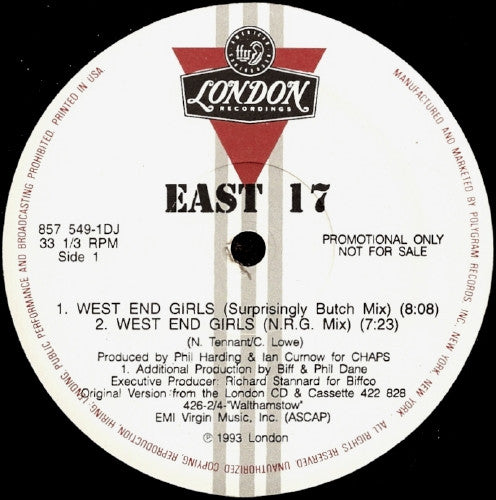 AMERICAN RECORDINGS
ffrr
LONDON
RECORDINGS
EAST 17
857 549-1DJ
33 1/3 RPM
Side 1
PROMOTIONAL ONLY
NOT FOR SALE
1. WEST END GIRLS (Surprisingly Butch Mix) (8:08)
2. WEST END GIRLS (N.R.G. Mix) (7:23)
(N. Tennant/C. Lowe)
Produced by Phil Harding & Ian Curnow for CHAPS
1. Additional Production by Biff & Phil Dane
Executive Producer: Richard Stannard for Biffco
(Original Version from the London CD & Cassette 422 828
426-2/4-"Walthamstow"
EMI Virgin Music, Inc. (ASCAP)
℗ 1993 London
MANUFACTURED AND MARKETED BY POLYGRAM RECORDS INC. NEW YORK, NEW YORK. ALL RIGHTS RESERVED. UNAUTHORIZED COPYING, REPRODUCTION, HIRING, LENDING PUBLIC PERFORMANCE AND BROADCASTING PROHIBITED. PRINTED IN USA